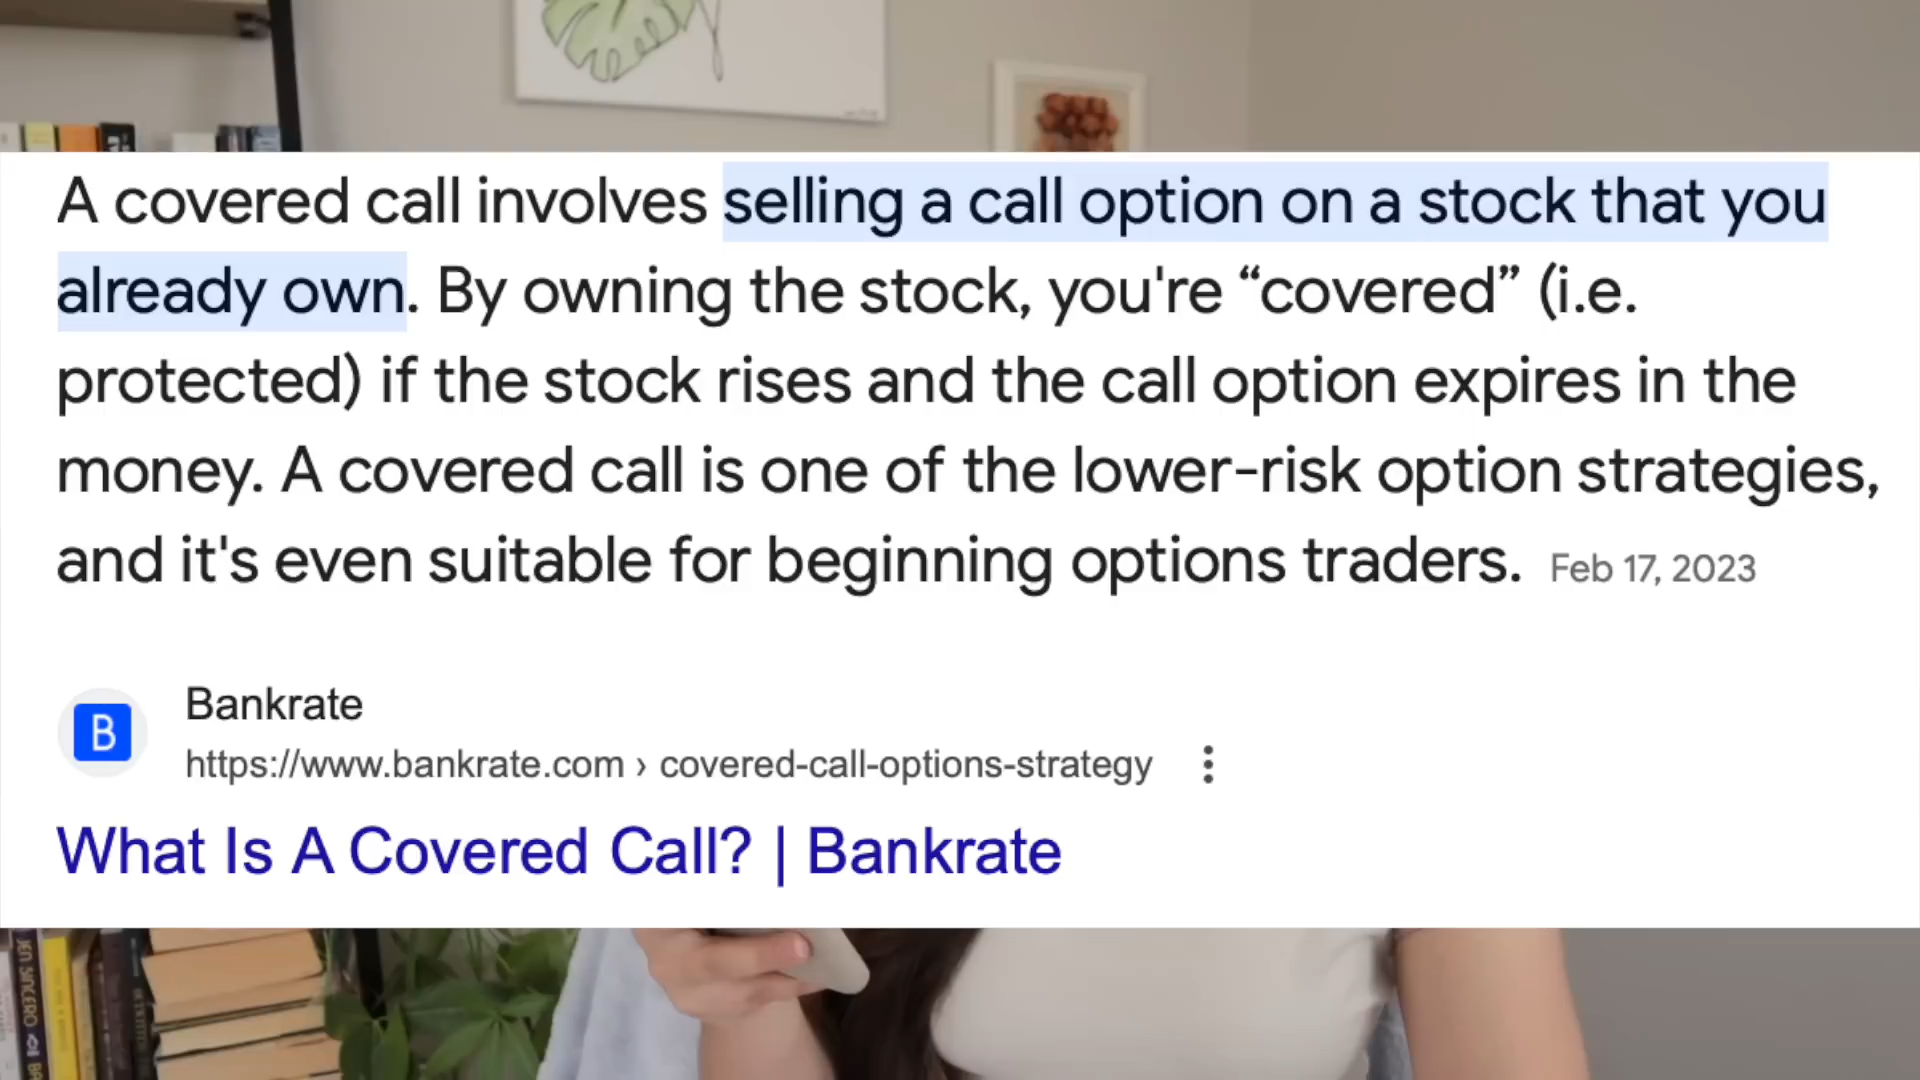 A covered call involves selling a call option on a stock that you
already own. By owning the stock, you're “covered” (i.e.
protected) if the stock rises and the call option expires in the
money. A covered call is one of the lower-risk option strategies,
and it's even suitable for beginning options traders. Feb 17, 2023
B
Bankrate
https://www.bankrate.com › covered-call-options-strategy
What Is A Covered Call? | Bankrate
JEN SINCERO